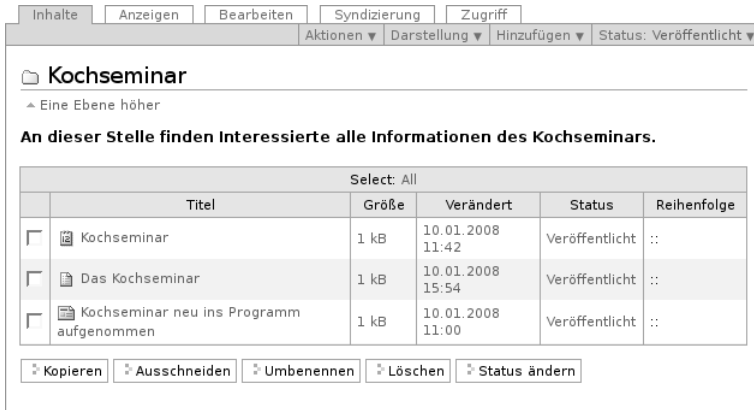 Inhalte Anzeigen Bearbeiten Syndizierung Zugriff
Aktionen ▼ Darstellung ▼ Hinzufügen ▼ Status: Veröffentlicht ▼
Kochseminar
Eine Ebene höher
An dieser Stelle finden Interessierte alle Informationen des Kochseminars.
Select: All
Titel Größe Verändert Status Reihenfolge
Kochseminar 1 kB 10.01.2008 11:42 Veröffentlicht ::
Das Kochseminar 1 kB 10.01.2008 15:54 Veröffentlicht ::
Kochseminar neu ins Programm
aufgenommen 1 kB 10.01.2008 11:00 Veröffentlicht ::
Kopieren Ausschneiden Umbenennen Löschen Status ändern